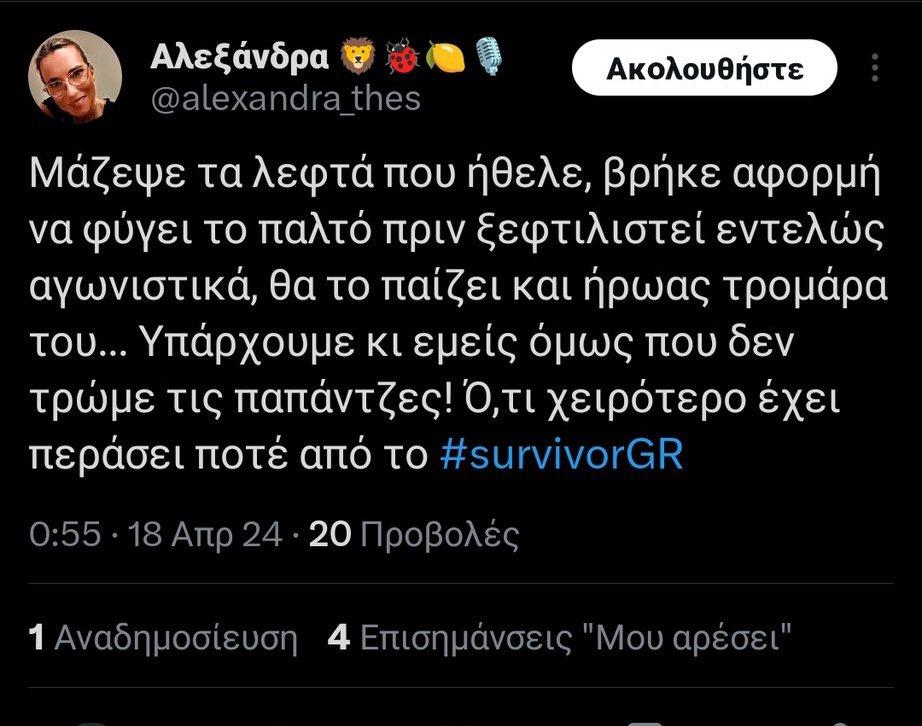 Αλεξάνδρα 🦁🐞🍋🎙️
Ακολουθήστε
@alexandra_thes
Μάζεψε τα λεφτά που ήθελε, βρήκε αφορμή
να φύγει το παλτό πριν ξεφτιλιστεί εντελώς
αγωνιστικά, θα το παίζει και ήρωας τρομάρα
του... Υπάρχουμε κι εμείς όμως που δεν
τρώμε τις παπάντζες! Ό,τι χειρότερο έχει
περάσει ποτέ από το #survivorGR
0:55 · 18 Απρ 24 · 20 Προβολές
1 Αναδημοσίευση 4 Επισημάνσεις "Μου αρέσει"